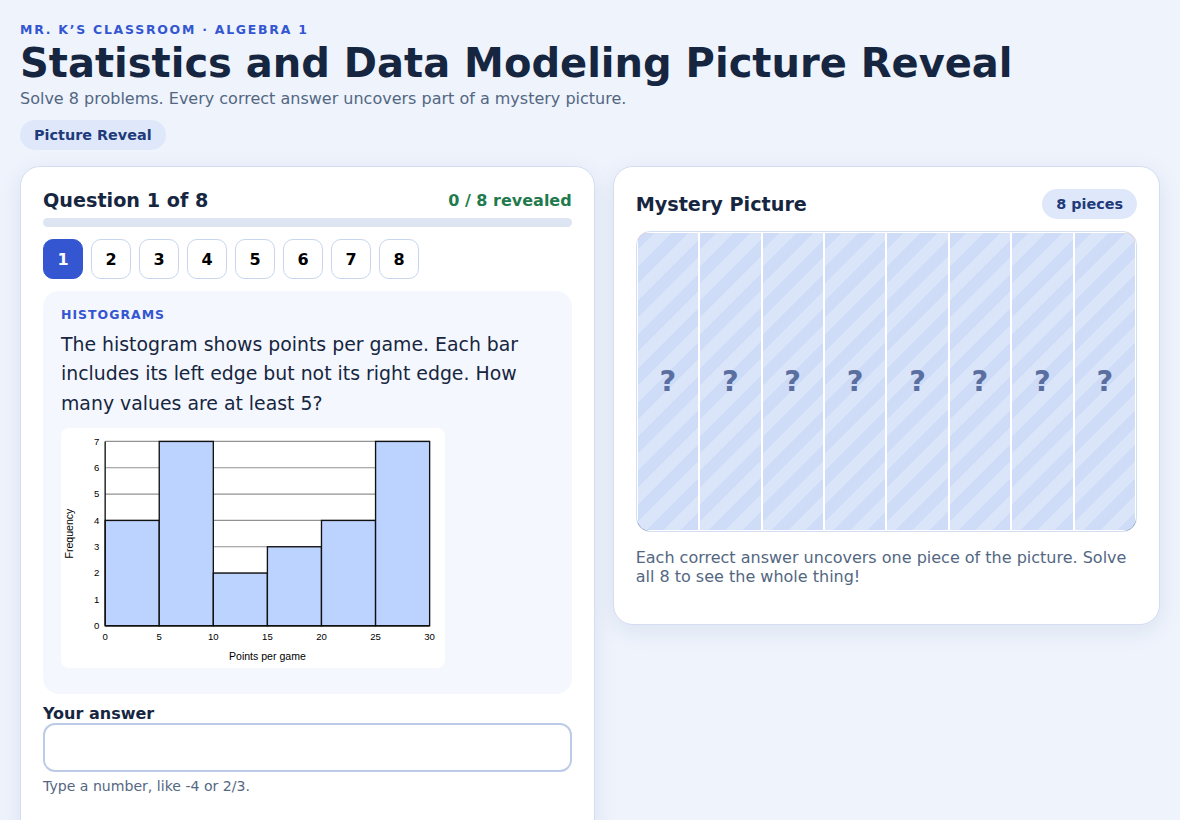 MR. K’S CLASSROOM · ALGEBRA 1
Statistics and Data Modeling Picture Reveal
Solve 8 problems. Every correct answer uncovers part of a mystery picture.
Picture Reveal
Question 1 of 8
0 / 8 revealed
1 2 3 4 5 6 7 8
HISTOGRAMS
The histogram shows points per game. Each bar
includes its left edge but not its right edge. How
many values are at least 5?
7
6
5
4
3
2
1
0
Frequency
0 5 10 15 20 25 30
Points per game
Your answer
Type a number, like -4 or 2/3.
Mystery Picture
8 pieces
? ? ? ? ? ? ? ?
Each correct answer uncovers one piece of the picture. Solve
all 8 to see the whole thing!